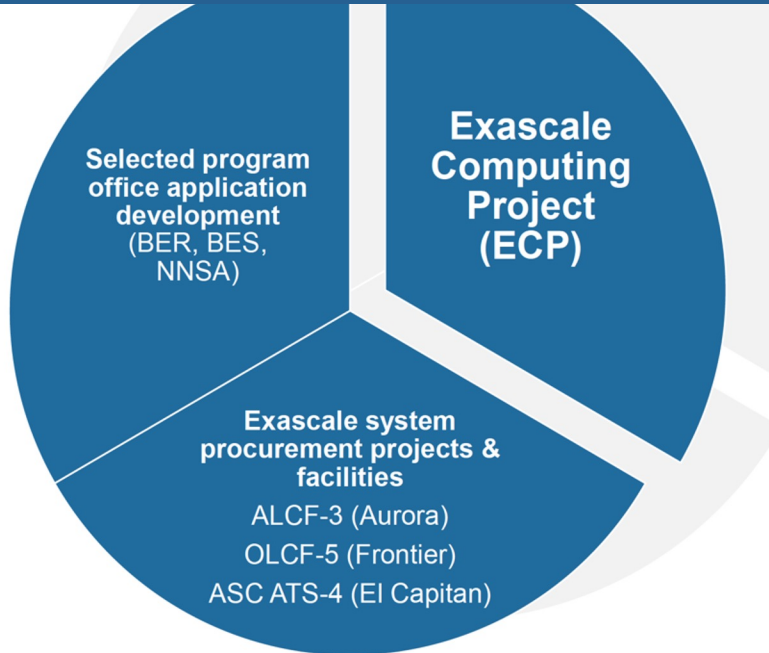 Selected program
office application
development
(BER, BES,
NNSA)
Exascale
Computing
Project
(ECP)
Exascale system
procurement projects &
facilities
ALCF-3 (Aurora)
OLCF-5 (Frontier)
ASC ATS-4 (El Capitan)